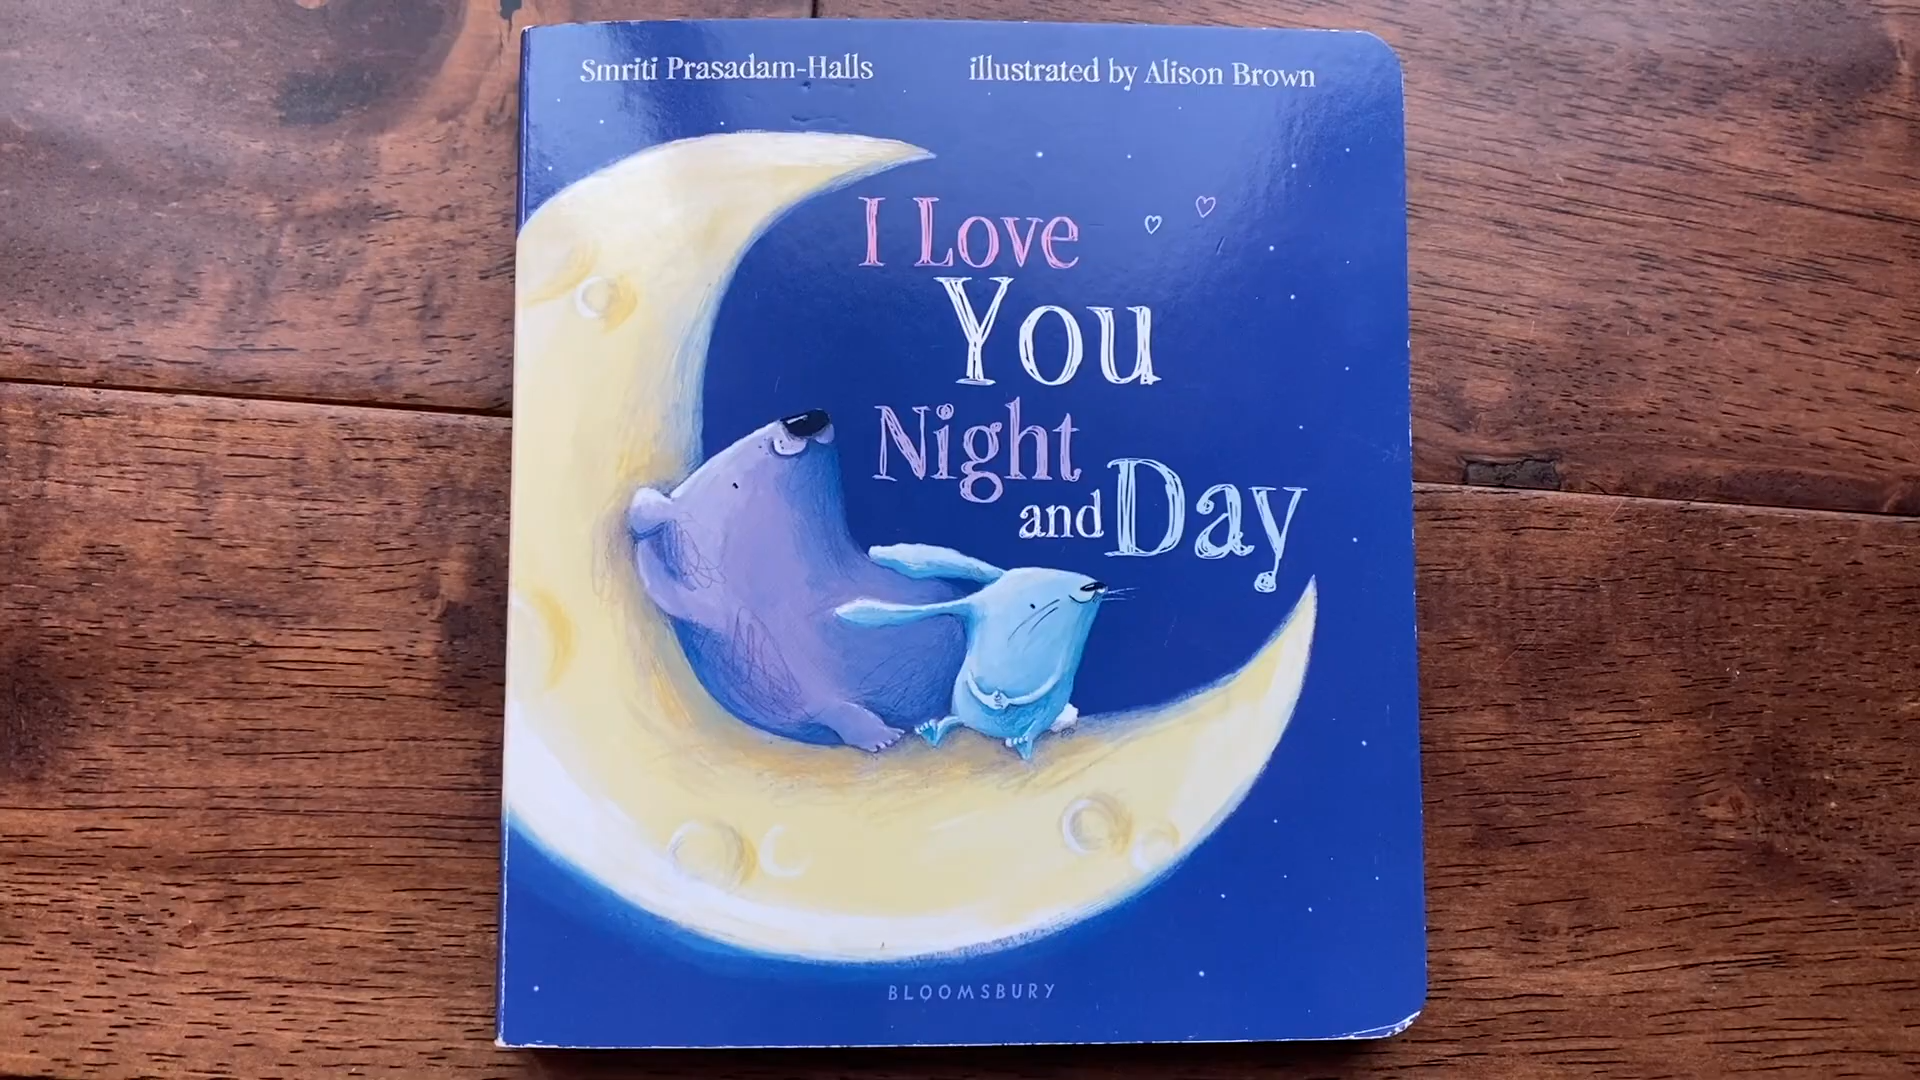 Smriti Prasadam-Halls
illustrated by Alison Brown
I Love
You
Night
and Day
BLOOMSBURY